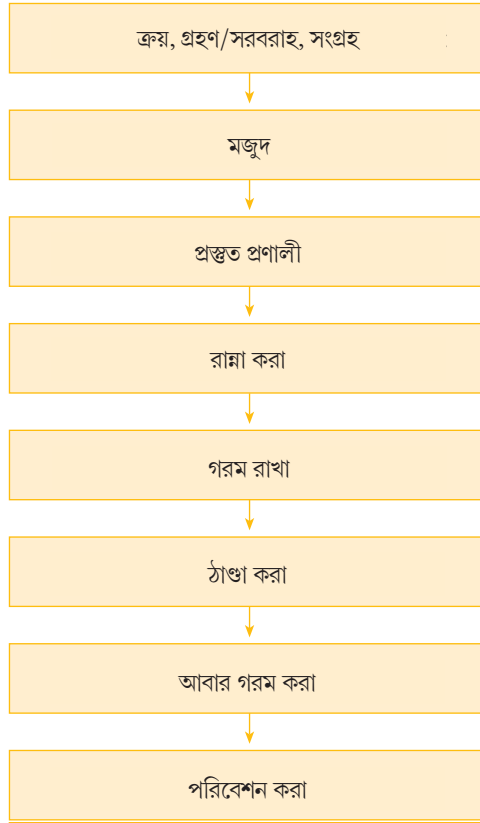 ক্রয়, গ্রহণ/সরবরাহ, সংগ্রহ
মজুদ
প্রস্তুত প্রণালী
রান্না করা
গরম রাখা
ঠাণ্ডা করা
আবার গরম করা
পরিবেশন করা